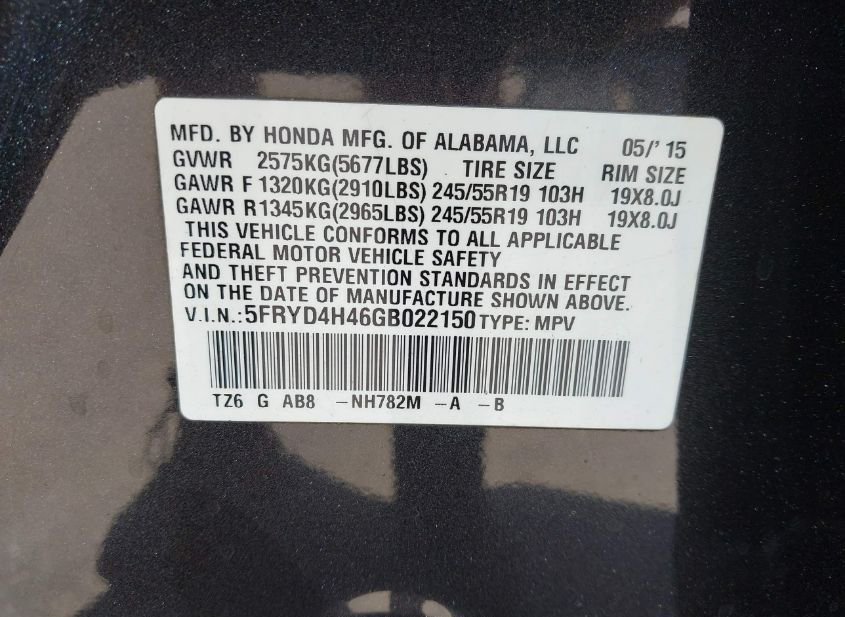 MFD. BY HONDA MFG. OF ALABAMA, LLC 05/'15
GVWR 2575KG(5677LBS) TIRE SIZE RIM SIZE
GAWR F 1320KG(2910LBS) 245/55R19 103H 19X8.0J
GAWR R 1345KG(2965LBS) 245/55R19 103H 19X8.0J
THIS VEHICLE CONFORMS TO ALL APPLICABLE
FEDERAL MOTOR VEHICLE SAFETY
AND THEFT PREVENTION STANDARDS IN EFFECT
ON THE DATE OF MANUFACTURE SHOWN ABOVE.
V.I.N.:5FRYD4H46GB022150 TYPE: MPV
TZ6 G AB8 -NH782M -A -B